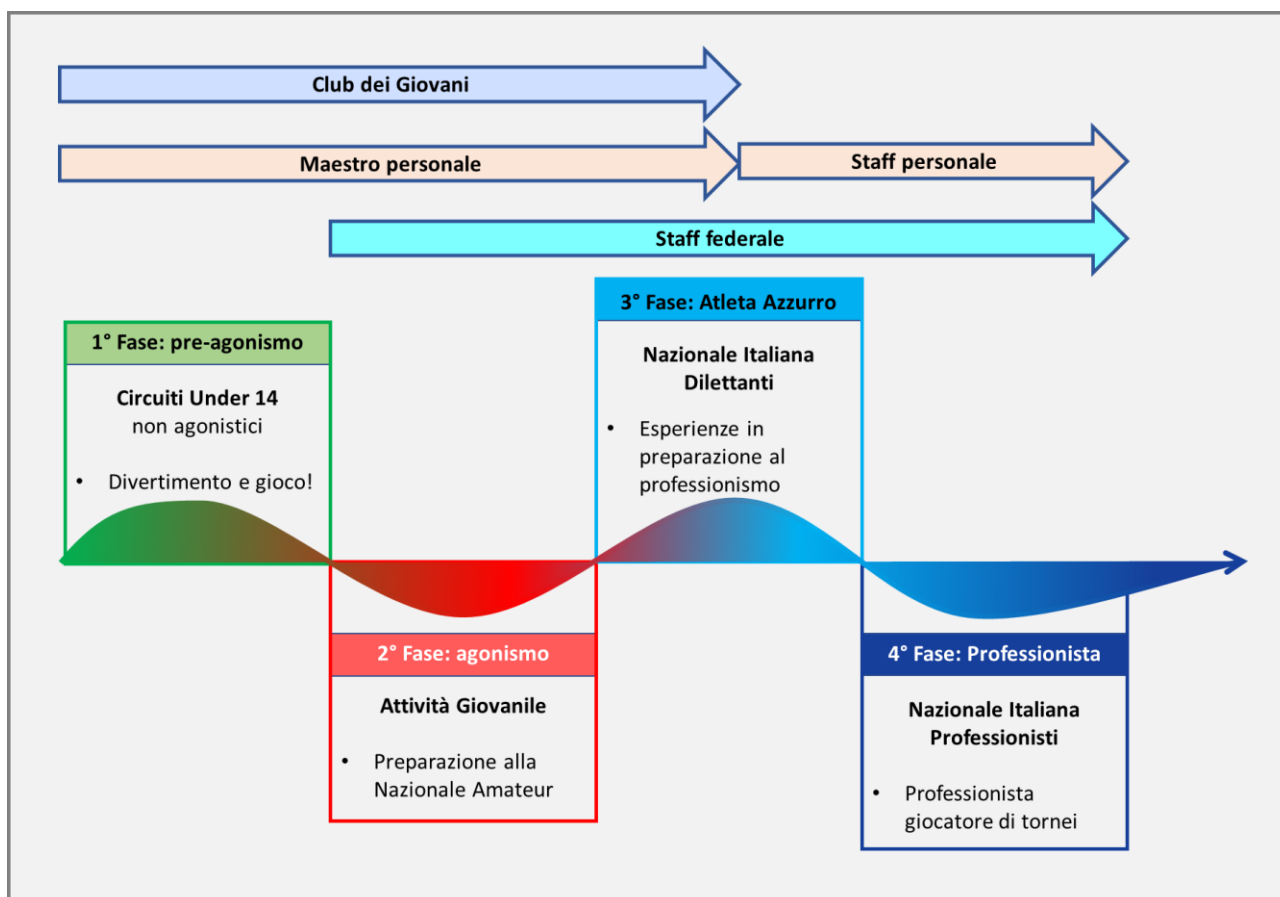 Club dei Giovani
Maestro personale
Staff personale
Staff federale
1° Fase: pre-agonismo
Circuiti Under 14
non agonistici
• Divertimento e gioco!
2° Fase: agonismo
Attività Giovanile
• Preparazione alla
Nazionale Amateur
3° Fase: Atleta Azzurro
Nazionale Italiana
Dilettanti
• Esperienze in
preparazione al
professionismo
4° Fase: Professionista
Nazionale Italiana
Professionisti
• Professionista
giocatore di tornei